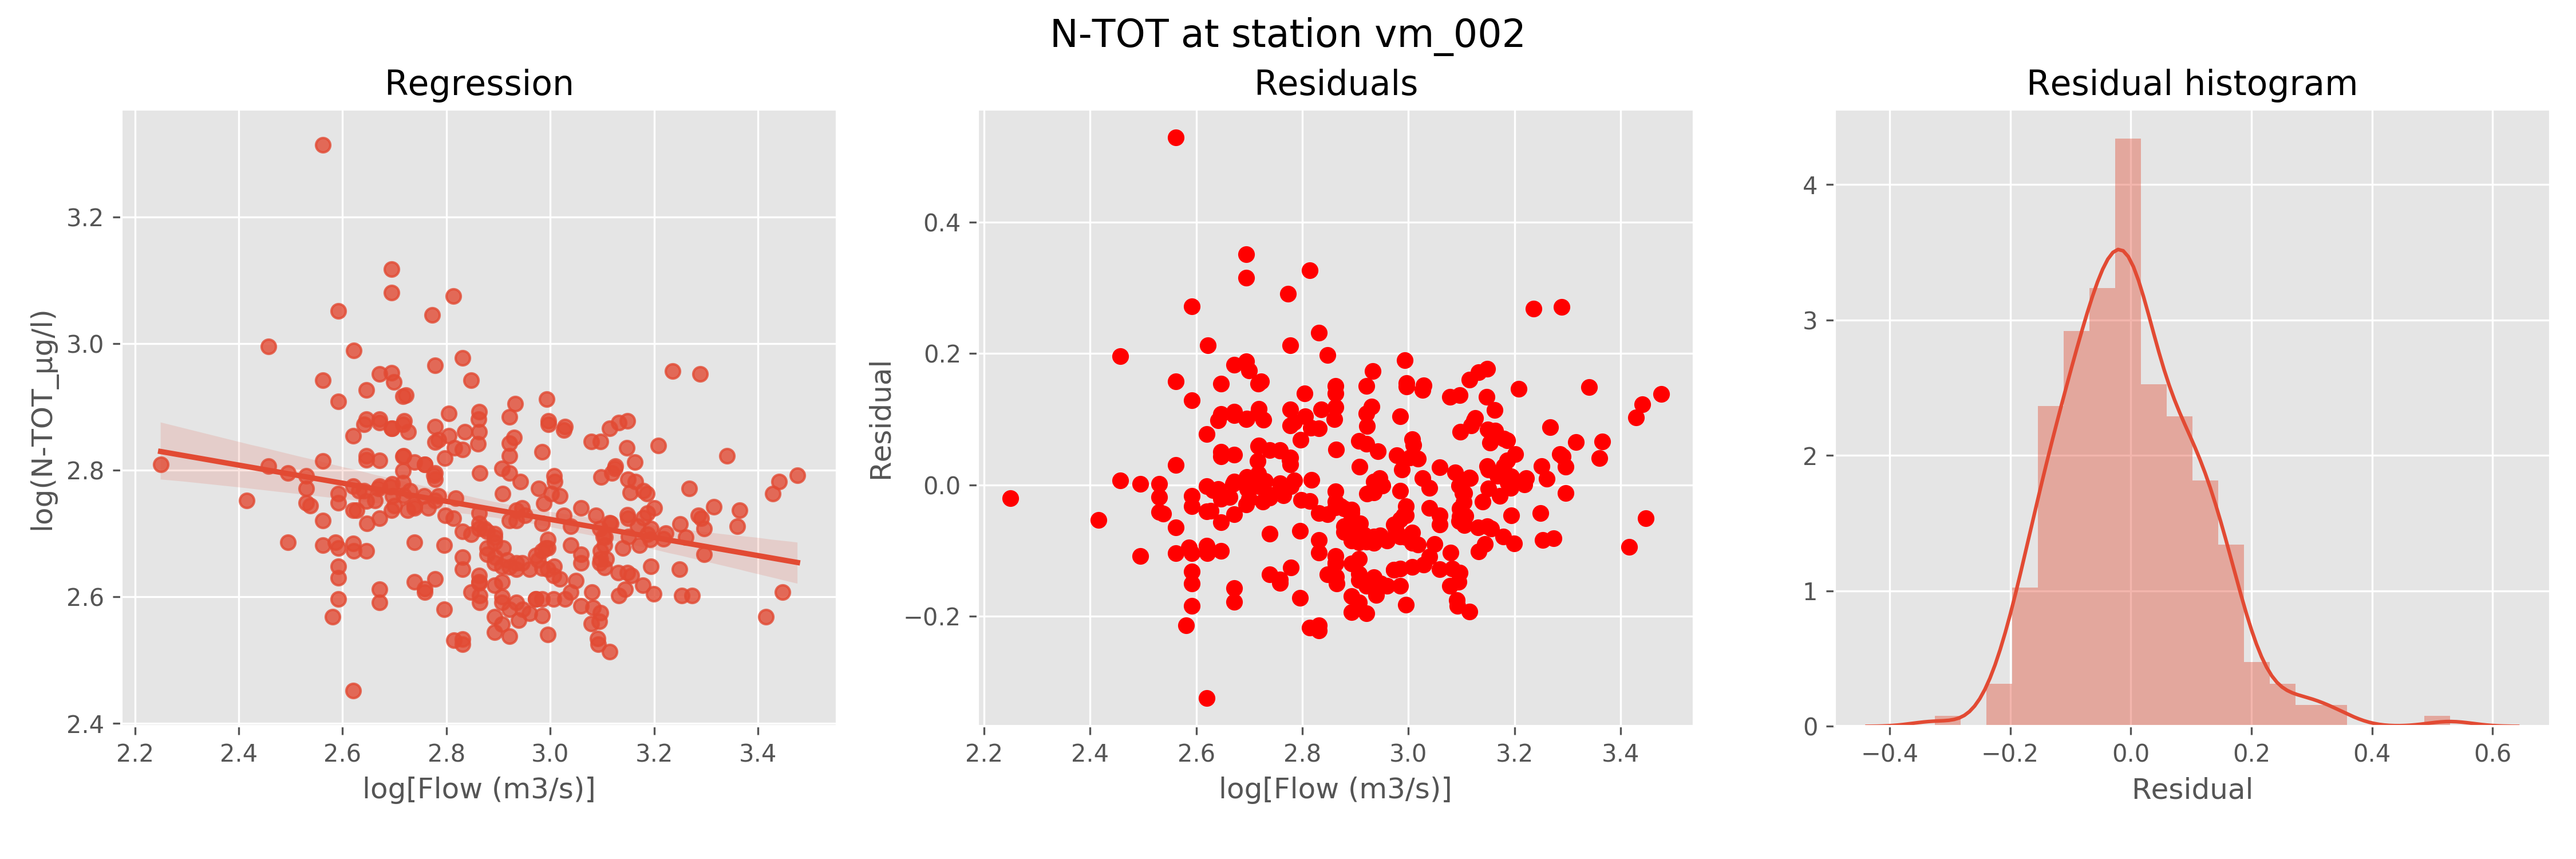 N-TOT at station vm_002
Regression
log(N-TOT_µg/l)
3.2
3.0
2.8
2.6
2.4
2.2 2.4 2.6 2.8 3.0 3.2 3.4
log[Flow (m3/s)]
Residuals
Residual
0.4
0.2
0.0
−0.2
2.2 2.4 2.6 2.8 3.0 3.2 3.4
log[Flow (m3/s)]
Residual histogram
4
3
2
1
0
−0.4 −0.2 0.0 0.2 0.4 0.6
Residual